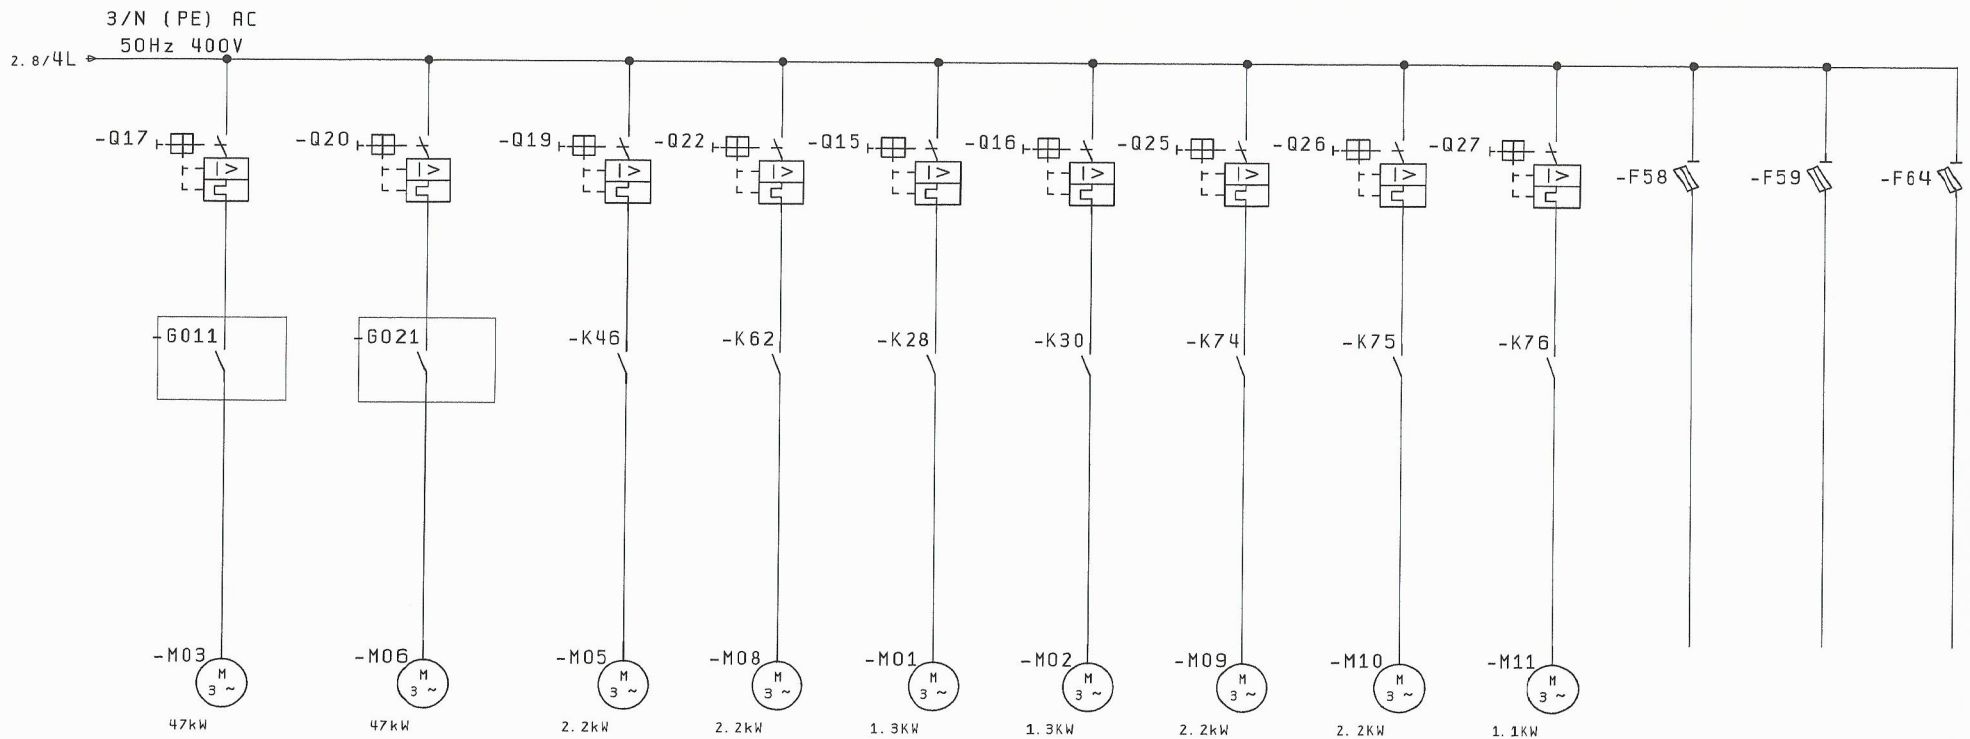 3/N (PE) AC
50Hz 400V
2.8/4L
-Q17 -Q20 -Q19 -Q22 -Q15 -Q16 -Q25 -Q26 -Q27
I> I> I> I> I> I> I> I> I>
-F58 -F59 -F64
-G011 -G021 -K46 -K62 -K28 -K30 -K74 -K75 -K76
-M03 -M06 -M05 -M08 -M01 -M02 -M09 -M10 -M11
M M M M M M M M M
3 ~ 3 ~ 3 ~ 3 ~ 3 ~ 3 ~ 3 ~ 3 ~ 3 ~
47kW 47kW 2.2kW 2.2kW 1.3KW 1.3KW 2.2kW 2.2KW 1.1KW